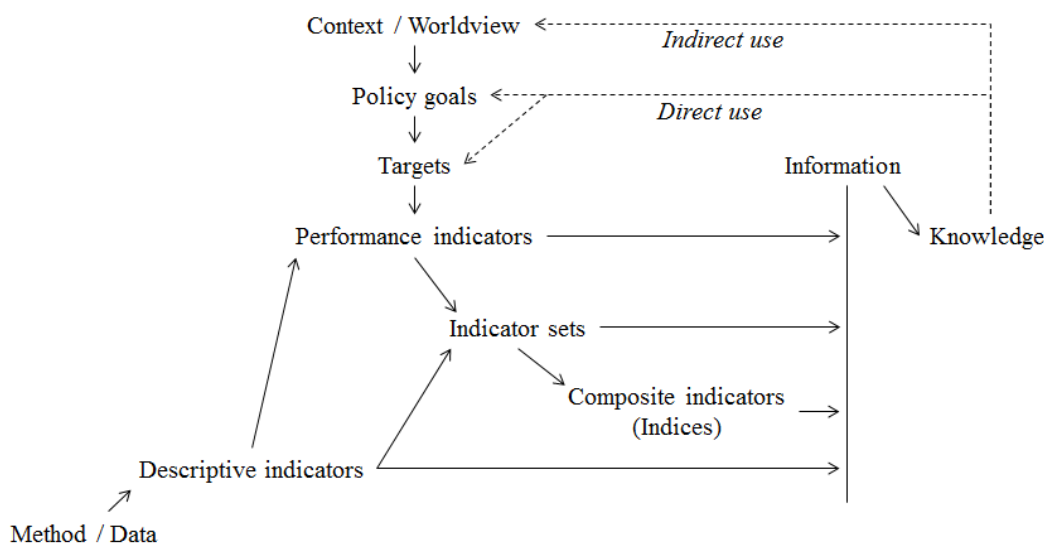 Context / Worldview
Indirect use
Policy goals
Direct use
Targets
Information
Performance indicators
Knowledge
Indicator sets
Composite indicators
(Indices)
Descriptive indicators
Method / Data